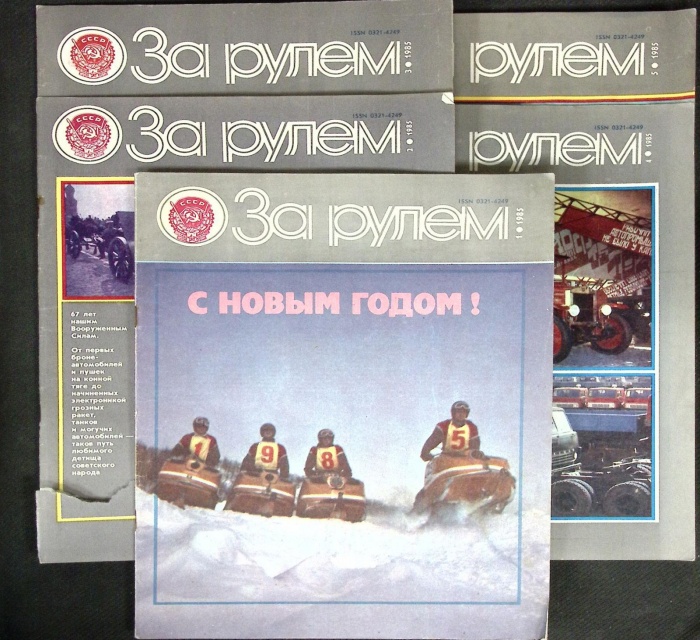 СССР
За рулем
ISSN 0321-4249
3 ● 1985
рулем
ISSN 0321-4249
5 ● 1985
СССР
За рулем
ISSN 0321-4249
2 ● 1985
рулем
ISSN 0321-4249
4 ● 1985
СССР
За рулем
ISSN 0321-4249
1 ● 1985
С НОВЫМ ГОДОМ !
1
9
8
5
67 лет
нашим
Вооруженным
Силам.
От первых
броне-
автомобилей
и пушек
на конной
тяге до
начиненных
электроникой
грозных
ракет,
танков
и могучих
автомобилей —
таков путь
любимого
детища
советского
народа
АВТОПРОМЫШ
НЕ БЫЛО У